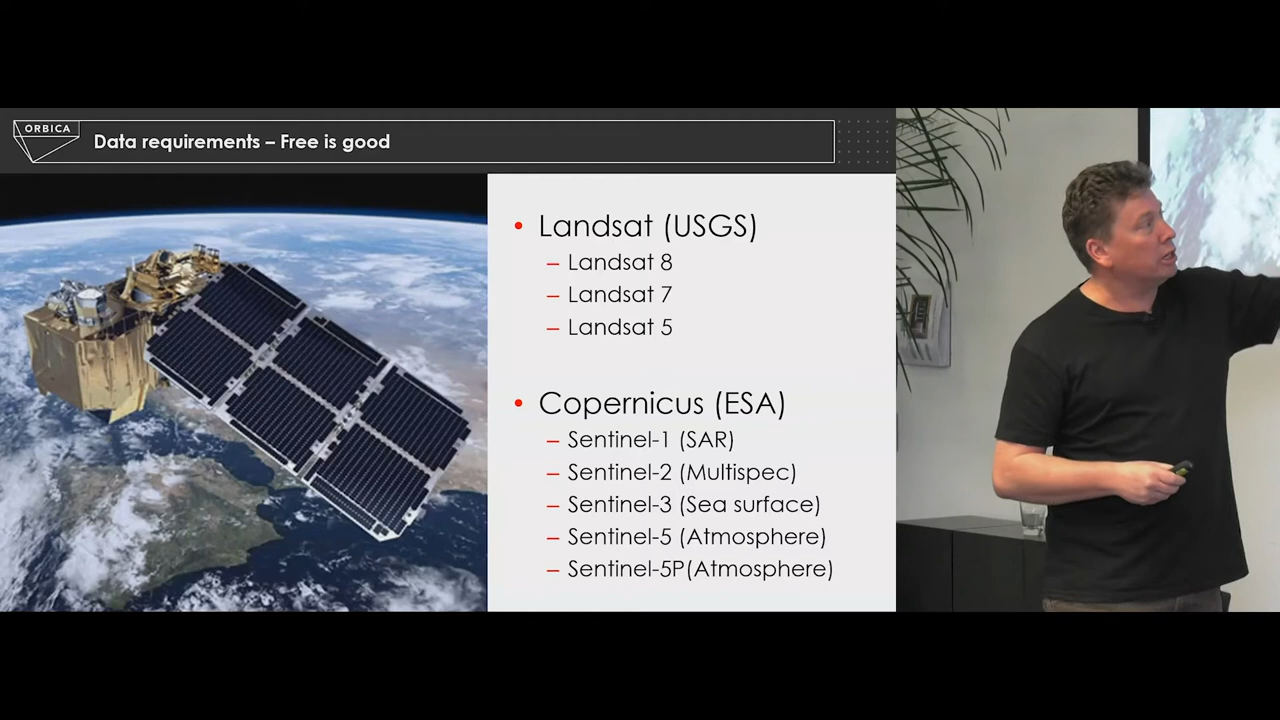 ORBICA
Data requirements – Free is good
• Landsat (USGS)
– Landsat 8
– Landsat 7
– Landsat 5
• Copernicus (ESA)
– Sentinel-1 (SAR)
– Sentinel-2 (Multispec)
– Sentinel-3 (Sea surface)
– Sentinel-5 (Atmosphere)
– Sentinel-5P(Atmosphere)